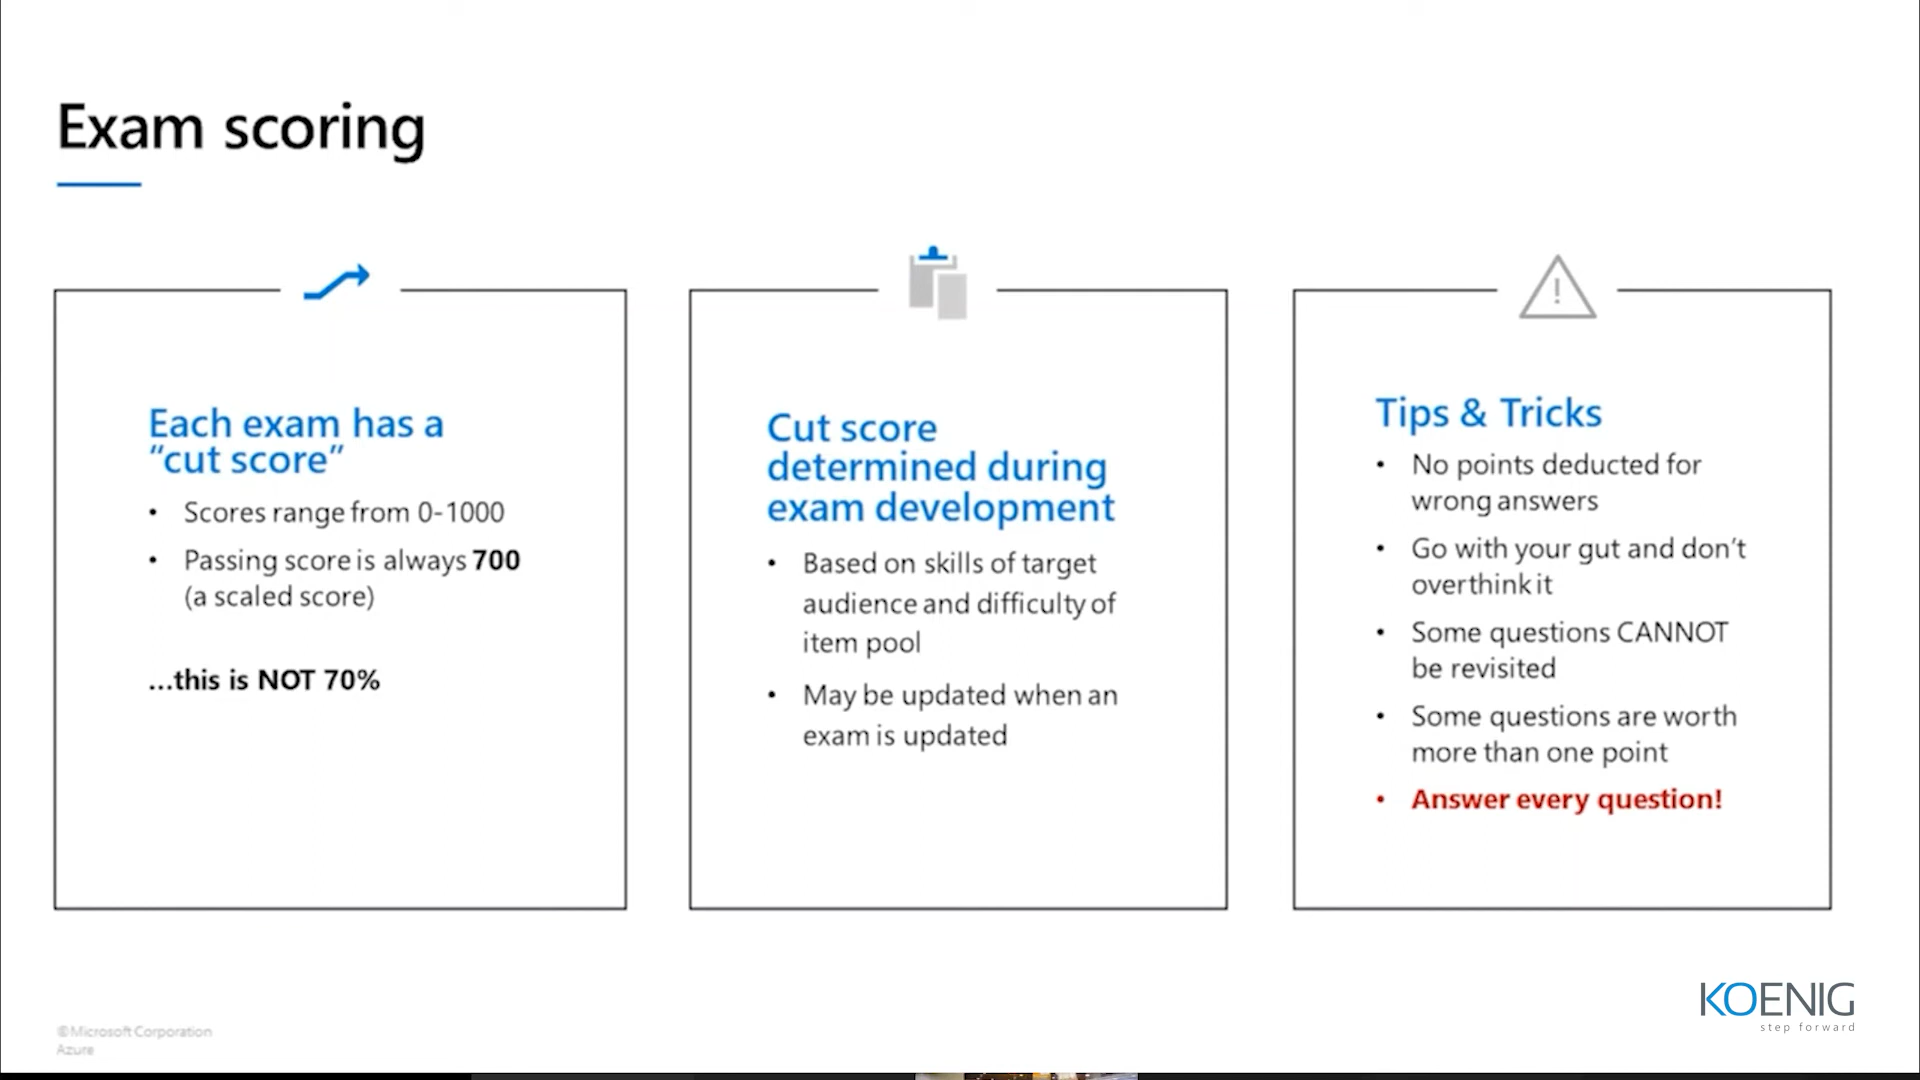 Exam scoring
Each exam has a
“cut score”
• Scores range from 0-1000
• Passing score is always 700
(a scaled score)
...this is NOT 70%
Cut score
determined during
exam development
• Based on skills of target
audience and difficulty of
item pool
• May be updated when an
exam is updated
Tips & Tricks
• No points deducted for
wrong answers
• Go with your gut and don’t
overthink it
• Some questions CANNOT
be revisited
• Some questions are worth
more than one point
• Answer every question!
©Microsoft Corporation
Azure
KOENIG
step forward